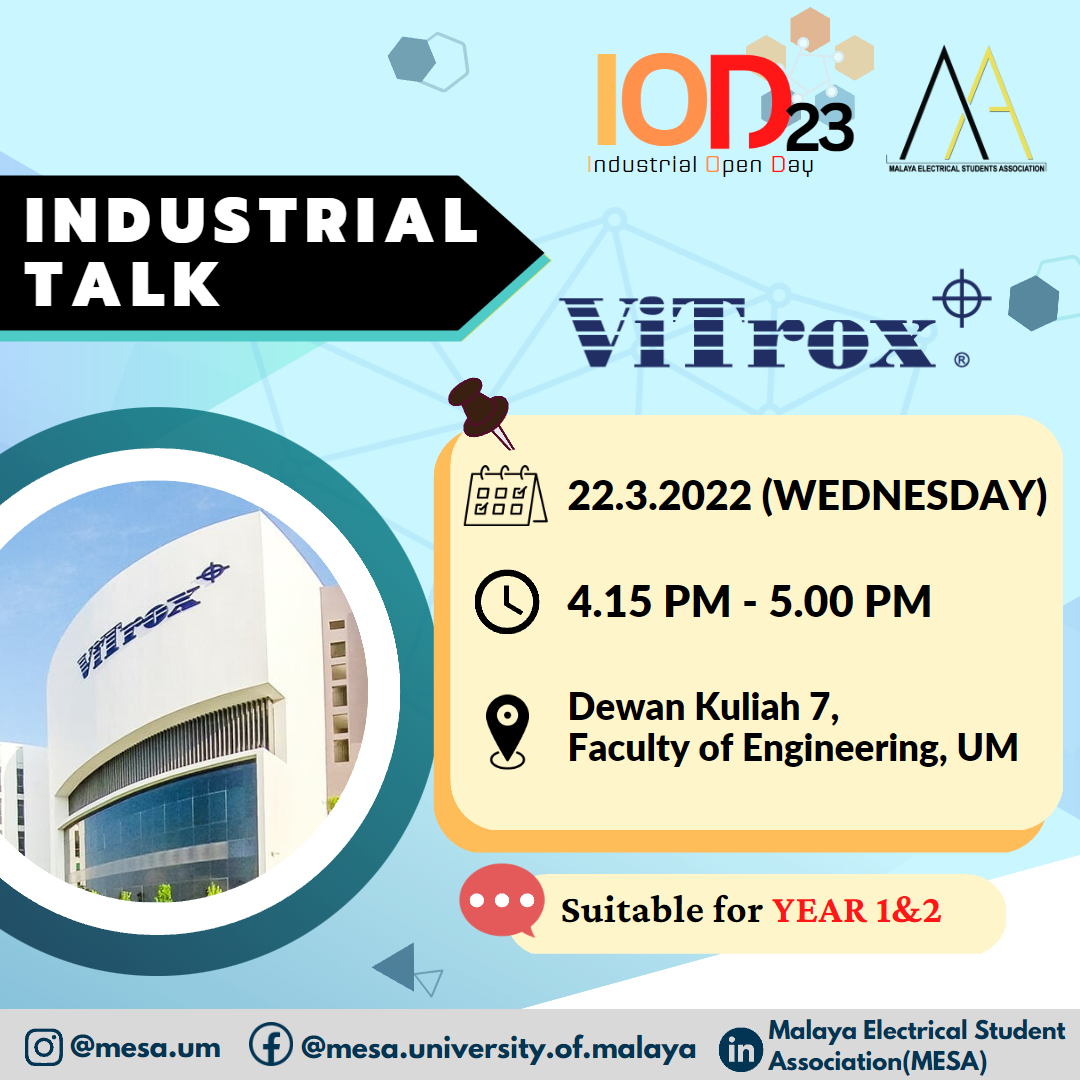 IOD23
Industrial Open Day
MALAYA ELECTRICAL STUDENTS ASSOCIATION
INDUSTRIAL
TALK
ViTrox
®
22.3.2022 (WEDNESDAY)
4.15 PM - 5.00 PM
Dewan Kuliah 7,
Faculty of Engineering, UM
ViTrox
Suitable for YEAR 1&2
@mesa.um
@mesa.university.of.malaya
in
Malaya Electrical Student
Association(MESA)